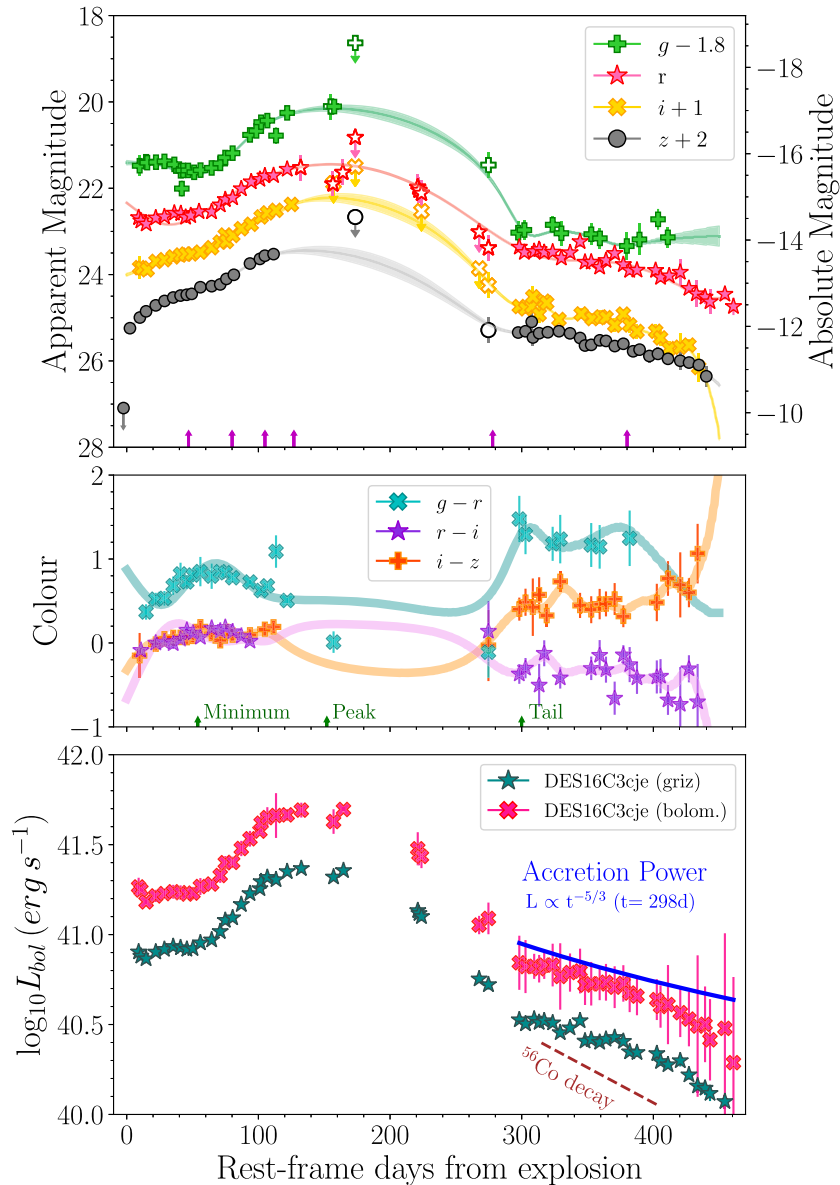 18
20
22
24
26
28
Apparent Magnitude
g − 1.8
r
i + 1
z + 2
−18
−16
−14
−12
−10
Absolute Magnitude
2
1
0
−1
Colour
g − r
r − i
i − z
Minimum
Peak
Tail
42.0
41.5
41.0
40.5
40.0
log₁₀L_bol (erg s⁻¹)
DES16C3cje (griz)
DES16C3cje (bolom.)
Accretion Power
L ∝ t^{−5/3} (t= 298d)
⁵⁶Co decay
0 100 200 300 400
Rest-frame days from explosion